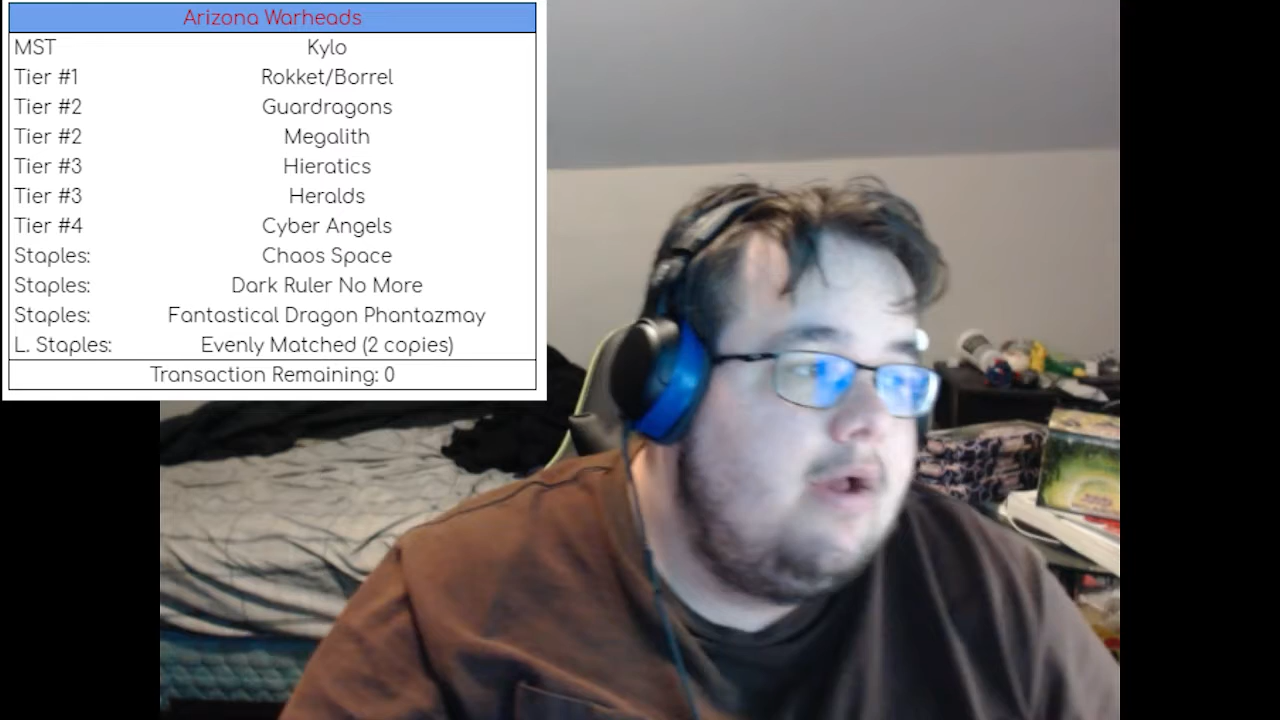 Arizona Warheads
MST Kylo
Tier #1 Rokket/Borrel
Tier #2 Guardragons
Tier #2 Megalith
Tier #3 Hieratics
Tier #3 Heralds
Tier #4 Cyber Angels
Staples: Chaos Space
Staples: Dark Ruler No More
Staples: Fantastical Dragon Phantazmay
L. Staples: Evenly Matched (2 copies)
Transaction Remaining: 0